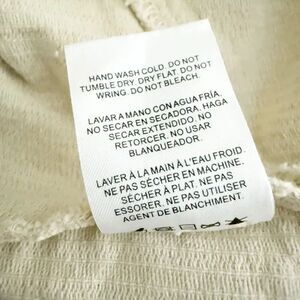 HAND WASH COLD. DO NOT
TUMBLE DRY. DRY FLAT. DO NOT
WRING. DO NOT BLEACH.
LAVAR A MANO CON AGUA FRÍA.
NO SECAR EN SECADORA. HAGA
NO SECAR EXTENDIDO. NO
RETORCER. NO USAR
BLANQUEADOR.
LAVER À LA MAIN À L'EAU FROID.
NE PAS SÉCHER EN MACHINE.
SÉCHER À PLAT. NE PAS
ESSORER. NE PAS UTILISER
AGENT DE BLANCHIMENT.